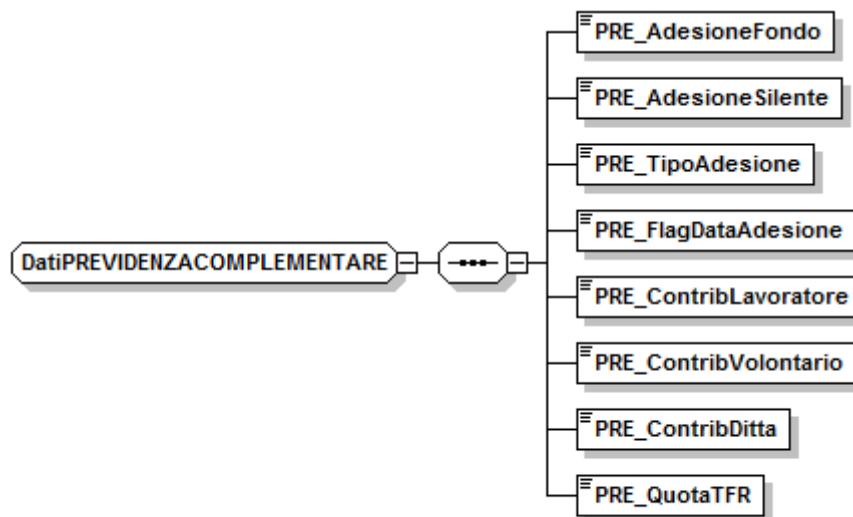 PRE_AdesioneFondo
PRE_AdesioneSilente
PRE_TipoAdesione
PRE_FlagDataAdesione
DatiPREVIDENZACOMPLEMENTARE
PRE_ContribLavoratore
PRE_ContribVolontario
PRE_ContribDitta
PRE_QuotaTFR